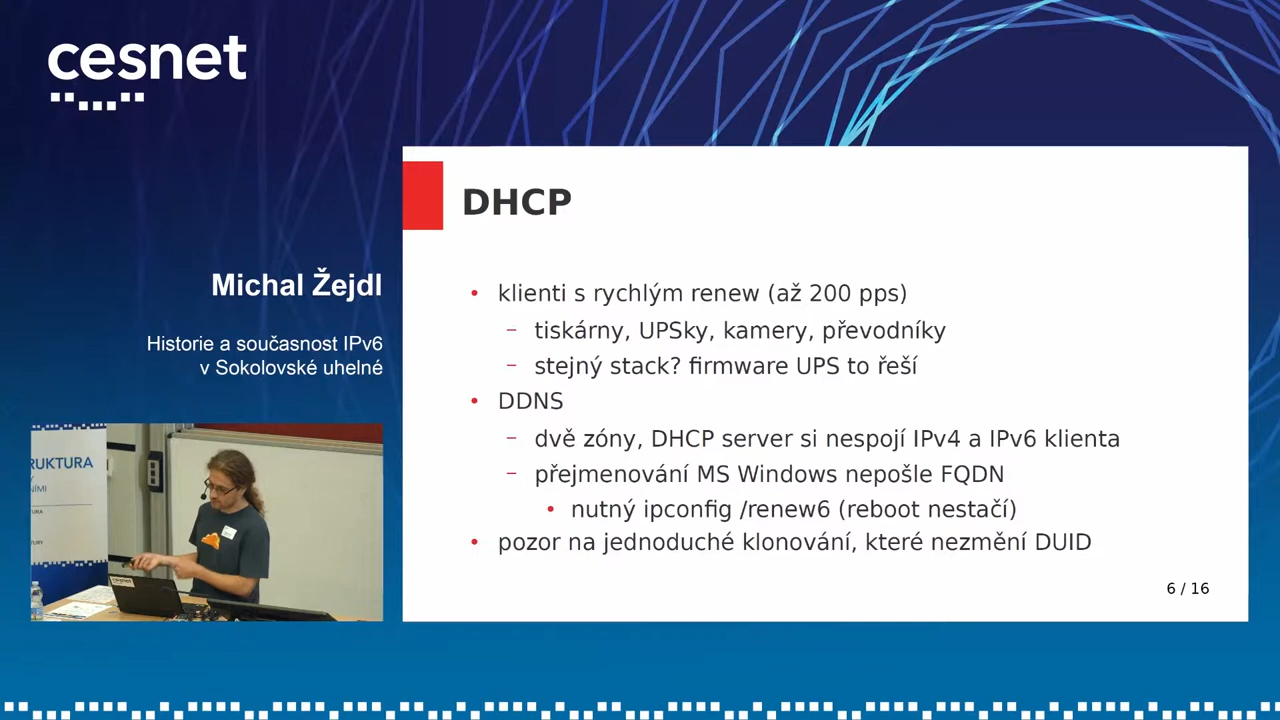 cesnet
Michal Žejdl
Historie a současnost IPv6
v Sokolovské uhelné
DHCP
• klienti s rychlým renew (až 200 pps)
– tiskárny, UPSky, kamery, převodníky
– stejný stack? firmware UPS to řeší
• DDNS
– dvě zóny, DHCP server si nespojí IPv4 a IPv6 klienta
– přejmenování MS Windows nepošle FQDN
• nutný ipconfig /renew6 (reboot nestačí)
• pozor na jednoduché klonování, které nezmění DUID
6 / 16
RUKTURA
cesnet